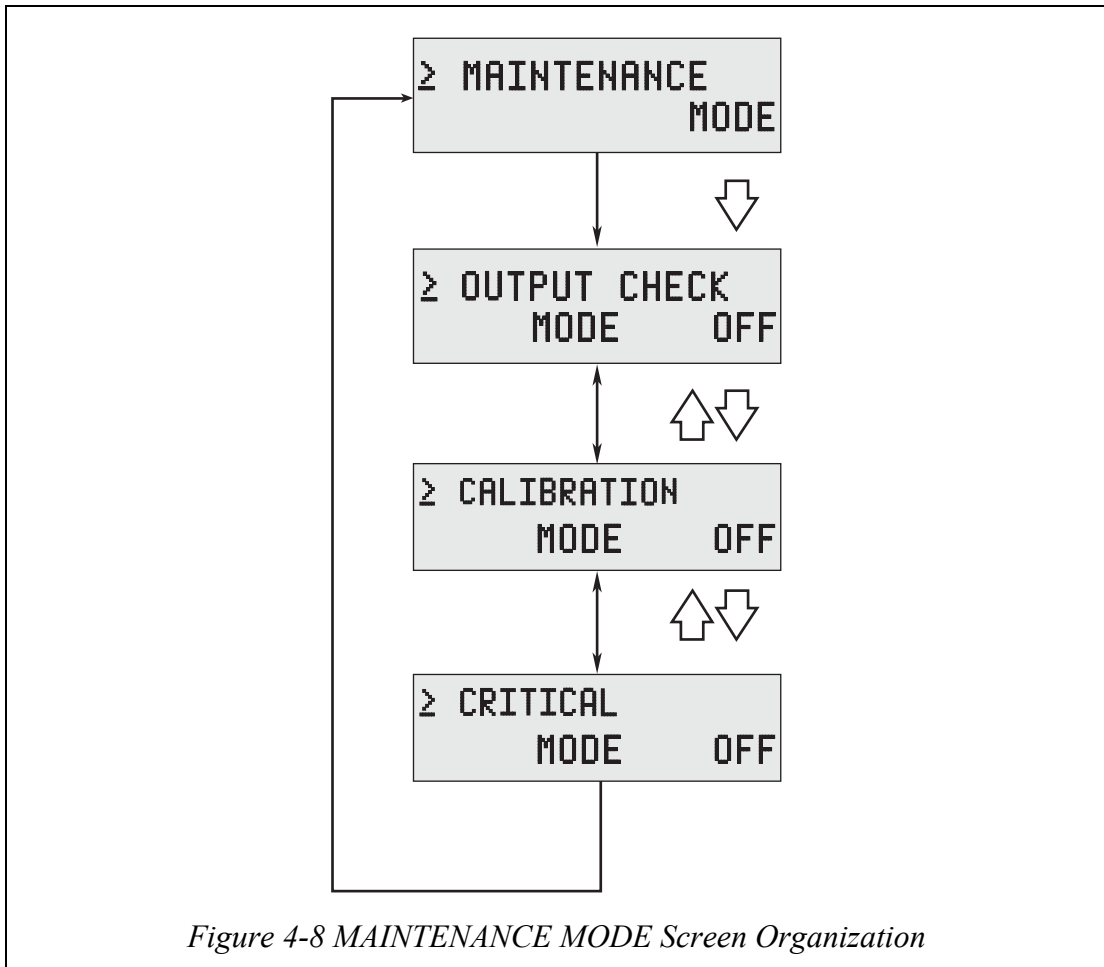 ≥ MAINTENANCE
MODE
≥ OUTPUT CHECK
MODE OFF
≥ CALIBRATION
MODE OFF
≥ CRITICAL
MODE OFF
Figure 4-8 MAINTENANCE MODE Screen Organization